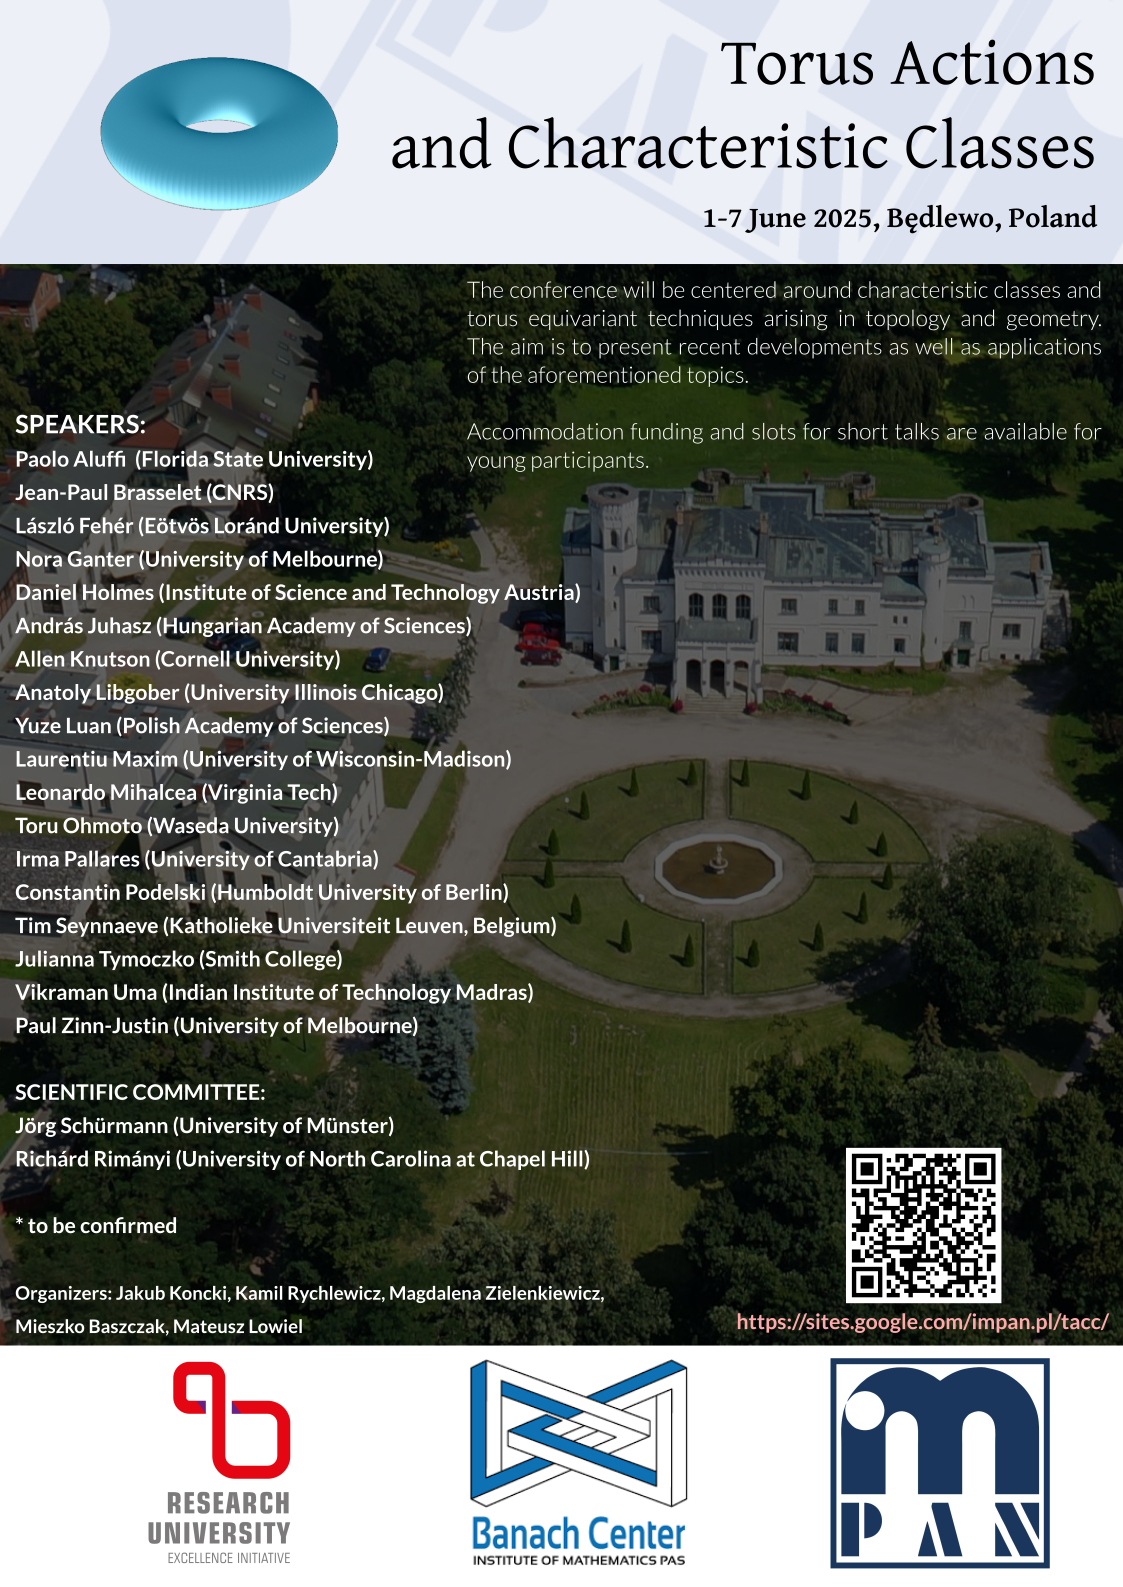 Torus Actions
and Characteristic Classes
1-7 June 2025, Będlewo, Poland
The conference will be centered around characteristic classes and
torus equivariant techniques arising in topology and geometry.
The aim is to present recent developments as well as applications
of the aforementioned topics.
Accommodation funding and slots for short talks are available for
young participants.
SPEAKERS:
Paolo Aluffi (Florida State University)
Jean-Paul Brasselet (CNRS)
László Fehér (Eötvös Loránd University)
Nora Ganter (University of Melbourne)
Daniel Holmes (Institute of Science and Technology Austria)
András Juhasz (Hungarian Academy of Sciences)
Allen Knutson (Cornell University)
Anatoly Libgober (University Illinois Chicago)
Yuze Luan (Polish Academy of Sciences)
Laurentiu Maxim (University of Wisconsin-Madison)
Leonardo Mihalcea (Virginia Tech)
Toru Ohmoto (Waseda University)
Irma Pallares (University of Cantabria)
Constantin Podelski (Humboldt University of Berlin)
Tim Seynnaeve (Katholieke Universiteit Leuven, Belgium)
Julianna Tymoczko (Smith College)
Vikraman Uma (Indian Institute of Technology Madras)
Paul Zinn-Justin (University of Melbourne)
SCIENTIFIC COMMITTEE:
Jörg Schürmann (University of Münster)
Richárd Rimányi (University of North Carolina at Chapel Hill)
* to be confirmed
Organizers: Jakub Koncki, Kamil Rychlewicz, Magdalena Zielenkiewicz,
Mieszko Baszczak, Mateusz Lowiel
https://sites.google.com/impan.pl/tacc/
RESEARCH
UNIVERSITY
EXCELLENCE INITIATIVE
Banach Center
INSTITUTE OF MATHEMATICS PAS
im
PAN